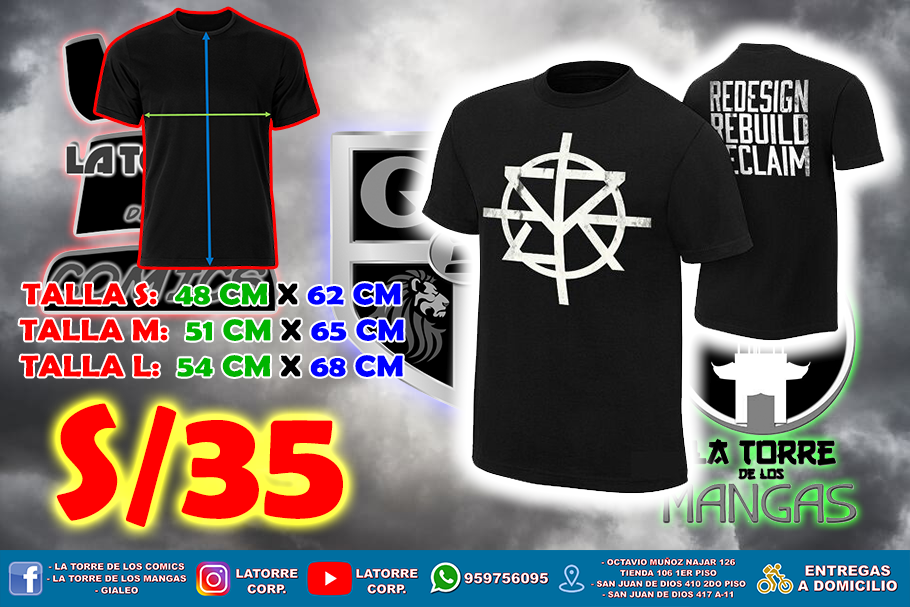 LA TOR
COMICS
TALLA S: 48 CM X 62 CM
TALLA M: 51 CM X 65 CM
TALLA L: 54 CM X 68 CM
S/35
REDESIGN
REBUILD
RECLAIM
LA TORRE
DE LOS
MANGAS
- LA TORRE DE LOS COMICS
- LA TORRE DE LOS MANGAS
- GIALEO
LATORRE
CORP.
LATORRE
CORP.
959756095
- OCTAVIO MUÑOZ NAJAR 126
TIENDA 106 1ER PISO
- SAN JUAN DE DIOS 410 2DO PISO
- SAN JUAN DE DIOS 417 A-11
ENTREGAS
A DOMICILIO